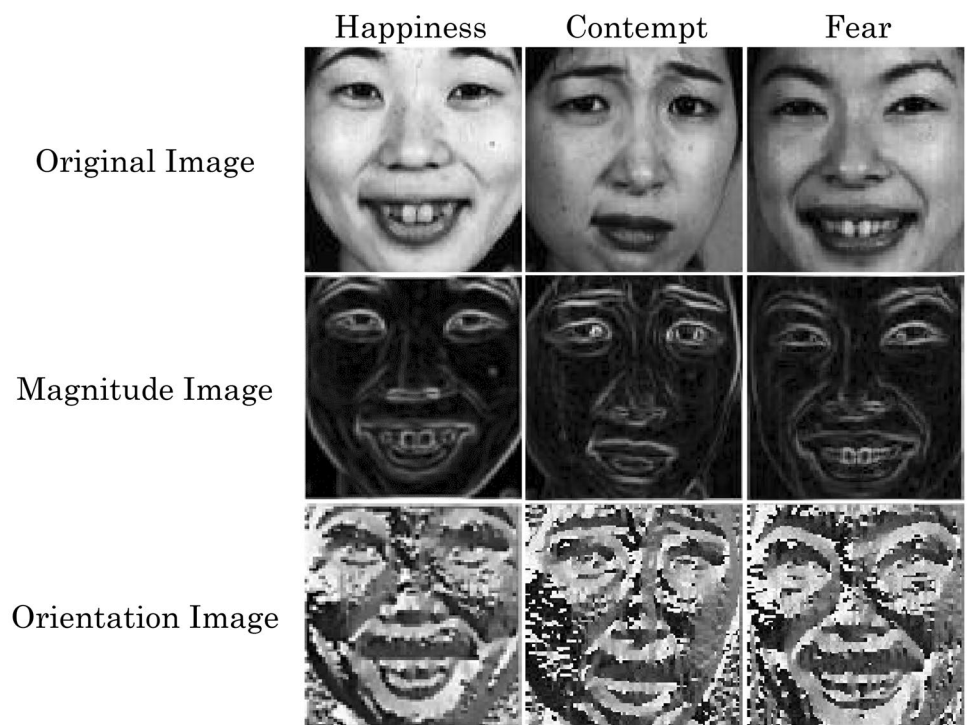 Happiness Contempt Fear
Original Image
Magnitude Image
Orientation Image